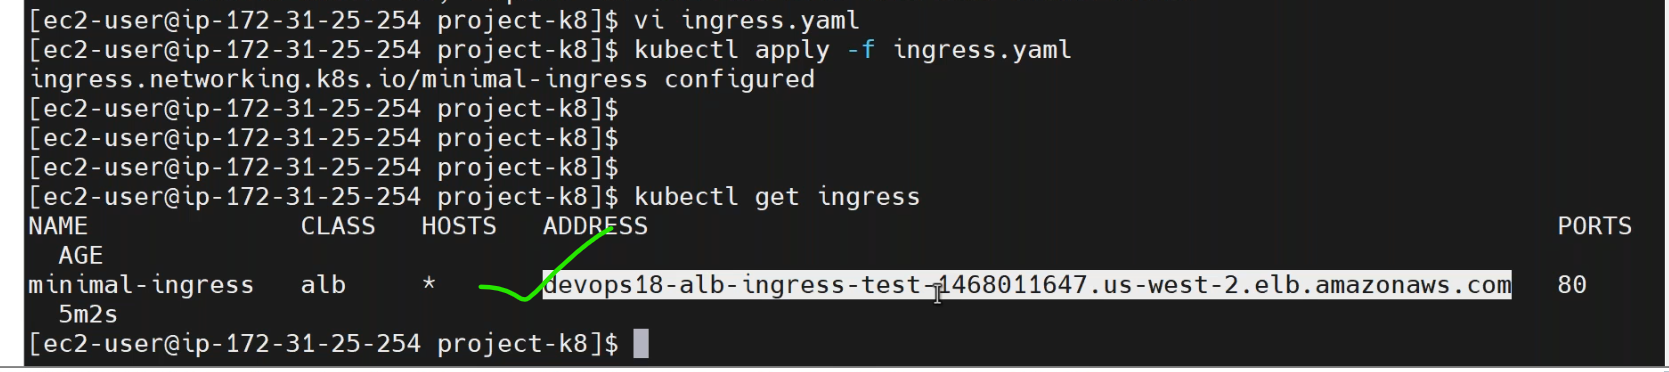 [ec2-user@ip-172-31-25-254 project-k8]$ vi ingress.yaml
[ec2-user@ip-172-31-25-254 project-k8]$ kubectl apply -f ingress.yaml
ingress.networking.k8s.io/minimal-ingress configured
[ec2-user@ip-172-31-25-254 project-k8]$
[ec2-user@ip-172-31-25-254 project-k8]$
[ec2-user@ip-172-31-25-254 project-k8]$
[ec2-user@ip-172-31-25-254 project-k8]$ kubectl get ingress
NAME CLASS HOSTS ADDRESS PORTS
AGE
minimal-ingress alb * devops18-alb-ingress-test-1468011647.us-west-2.elb.amazonaws.com 80
5m2s
[ec2-user@ip-172-31-25-254 project-k8]$